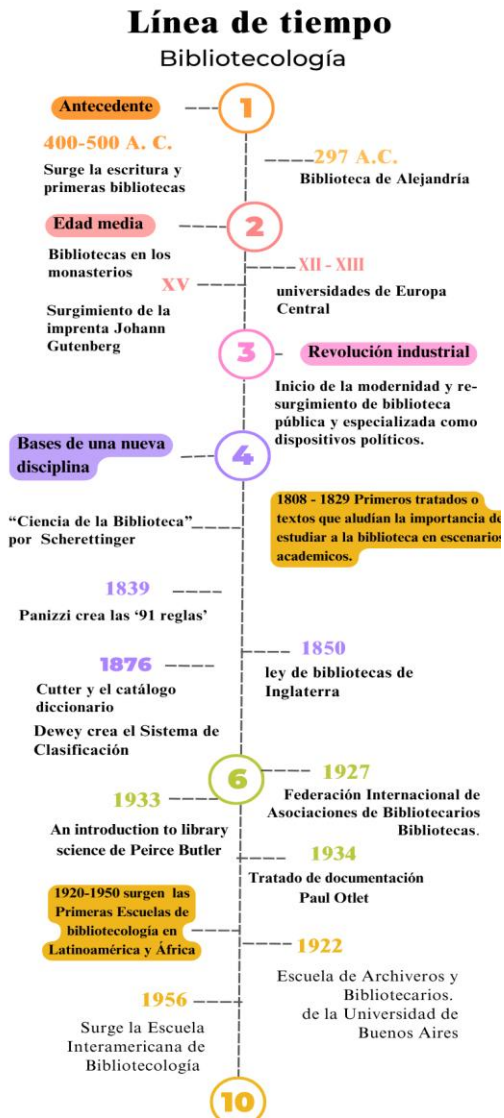 Línea de tiempo
Bibliotecología
1
Antecedente
400-500 A. C.
Surge la escritura y
primeras bibliotecas
297 A.C.
Biblioteca de Alejandría
2
Edad media
Bibliotecas en los
monasterios
XII - XIII
universidades de Europa
Central
XV
Surgimiento de la
imprenta Johann
Gutenberg
3
Revolución industrial
Inicio de la modernidad y re-
surgimiento de biblioteca
pública y especializada como
dispositivos políticos.
4
Bases de una nueva
disciplina
1808 - 1829 Primeros tratados o
textos que aludían la importancia de
estudiar a la biblioteca en escenarios
academicos.
“Ciencia de la Biblioteca”
por Scherettinger
1839
Panizzi crea las ‘91 reglas’
1850
ley de bibliotecas de
Inglaterra
1876
Cutter y el catálogo
diccionario
Dewey crea el Sistema de
Clasificación
6
1927
Federación Internacional de
Asociaciones de Bibliotecarios
Bibliotecas.
1933
An introduction to library
science de Peirce Butler
1934
Tratado de documentación
Paul Otlet
1920-1950 surgen las
Primeras Escuelas de
bibliotecología en
Latinoamérica y África
1922
Escuela de Archiveros y
Bibliotecarios.
de la Universidad de
Buenos Aires
1956
Surge la Escuela
Interamericana de
Bibliotecología
10